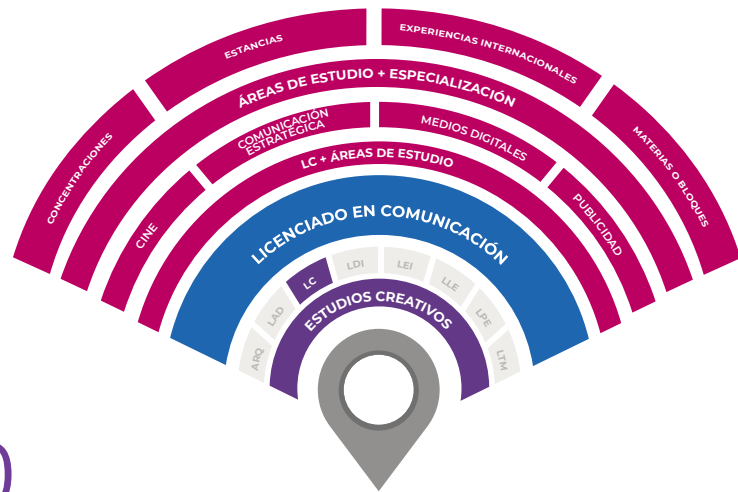 CONCENTRACIONES
ESTANCIAS
EXPERIENCIAS INTERNACIONALES
MATERIAS O BLOQUES
ÁREAS DE ESTUDIO + ESPECIALIZACIÓN
CINE
COMUNICACIÓN
ESTRATÉGICA
MEDIOS DIGITALES
PUBLICIDAD
LC + ÁREAS DE ESTUDIO
LICENCIADO EN COMUNICACIÓN
ARQ
LAD
LC
LDI
LEI
LLE
LPE
LTM
ESTUDIOS CREATIVOS